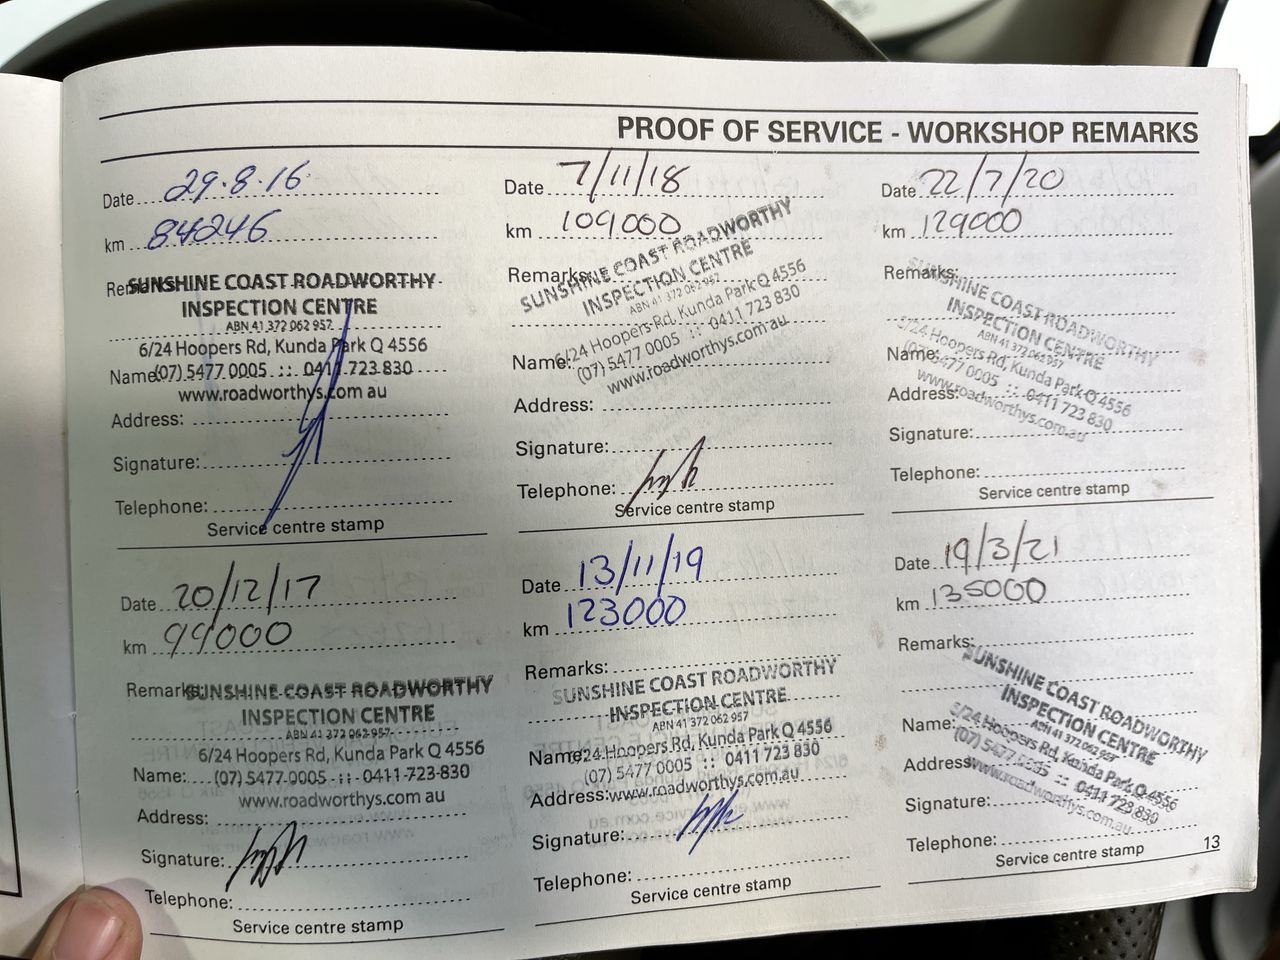 PROOF OF SERVICE - WORKSHOP REMARKS
Date 29.8.16
km 84246
Remarks:
SUNSHINE COAST ROADWORTHY
INSPECTION CENTRE
ABN 41 372 062 957
6/24 Hoopers Rd, Kunda Park Q 4556
Name: (07) 5477 0005 :: 0411 723 830
www.roadworthys.com.au
Address:
Signature:
Telephone:
Service centre stamp
Date 20/12/17
km 99000
Remarks:
SUNSHINE COAST ROADWORTHY
INSPECTION CENTRE
ABN 41 372 062 957
6/24 Hoopers Rd, Kunda Park Q 4556
Name: (07) 5477 0005 :: 0411 723 830
www.roadworthys.com.au
Address:
Signature:
Telephone:
Service centre stamp
Date 7/11/18
km 109000
Remarks:
SUNSHINE COAST ROADWORTHY
INSPECTION CENTRE
ABN 41 372 062 957
6/24 Hoopers Rd, Kunda Park Q 4556
Name:
(07) 5477 0005 :: 0411 723 830
www.roadworthys.com.au
Address:
Signature:
Telephone:
Service centre stamp
Date 13/11/19
km 123000
Remarks:
SUNSHINE COAST ROADWORTHY
INSPECTION CENTRE
ABN 41 372 062 957
Name: 6/24 Hoopers Rd, Kunda Park Q 4556
(07) 5477 0005 :: 0411 723 830
Address: www.roadworthys.com.au
Signature:
Telephone:
Service centre stamp
Date 22/7/20
km 129000
Remarks:
SUNSHINE COAST ROADWORTHY
INSPECTION CENTRE
ABN 41 372 062 957
6/24 Hoopers Rd, Kunda Park Q 4556
Name:
(07) 5477 0005 :: 0411 723 830
www.roadworthys.com.au
Address:
Signature:
Telephone:
Service centre stamp
Date 19/3/21
km 135000
Remarks:
SUNSHINE COAST ROADWORTHY
INSPECTION CENTRE
ABN 41 372 062 957
6/24 Hoopers Rd, Kunda Park Q 4556
Name:
(07) 5477 0005 :: 0411 723 830
www.roadworthys.com.au
Address:
Signature:
Telephone:
Service centre stamp
13